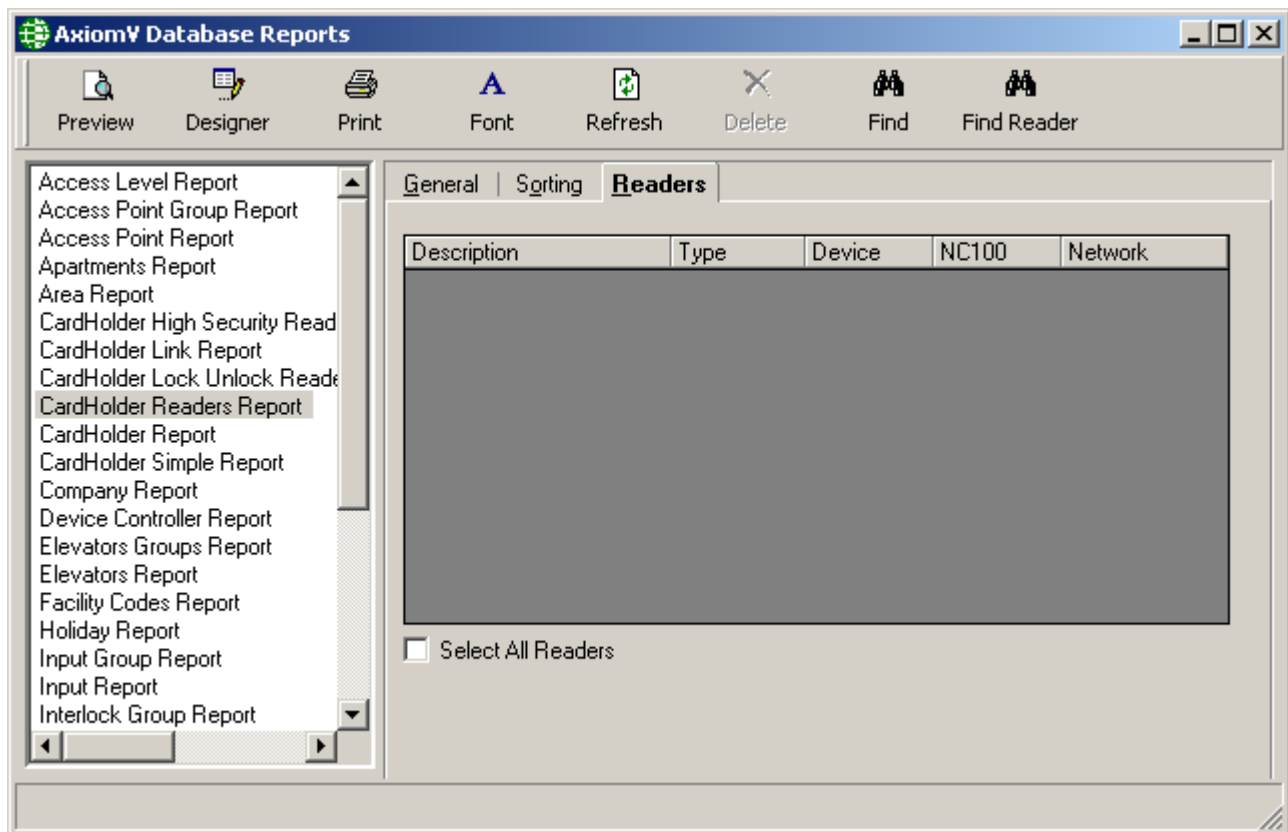 AxiomV Database Reports
Preview Designer Print Font Refresh Delete Find Find Reader
Access Level Report
Access Point Group Report
Access Point Report
Apartments Report
Area Report
CardHolder High Security Read
CardHolder Link Report
CardHolder Lock Unlock Reade
CardHolder Readers Report
CardHolder Report
CardHolder Simple Report
Company Report
Device Controller Report
Elevators Groups Report
Elevators Report
Facility Codes Report
Holiday Report
Input Group Report
Input Report
Interlock Group Report
General | Sorting Readers
Description Type Device NC100 Network
Select All Readers